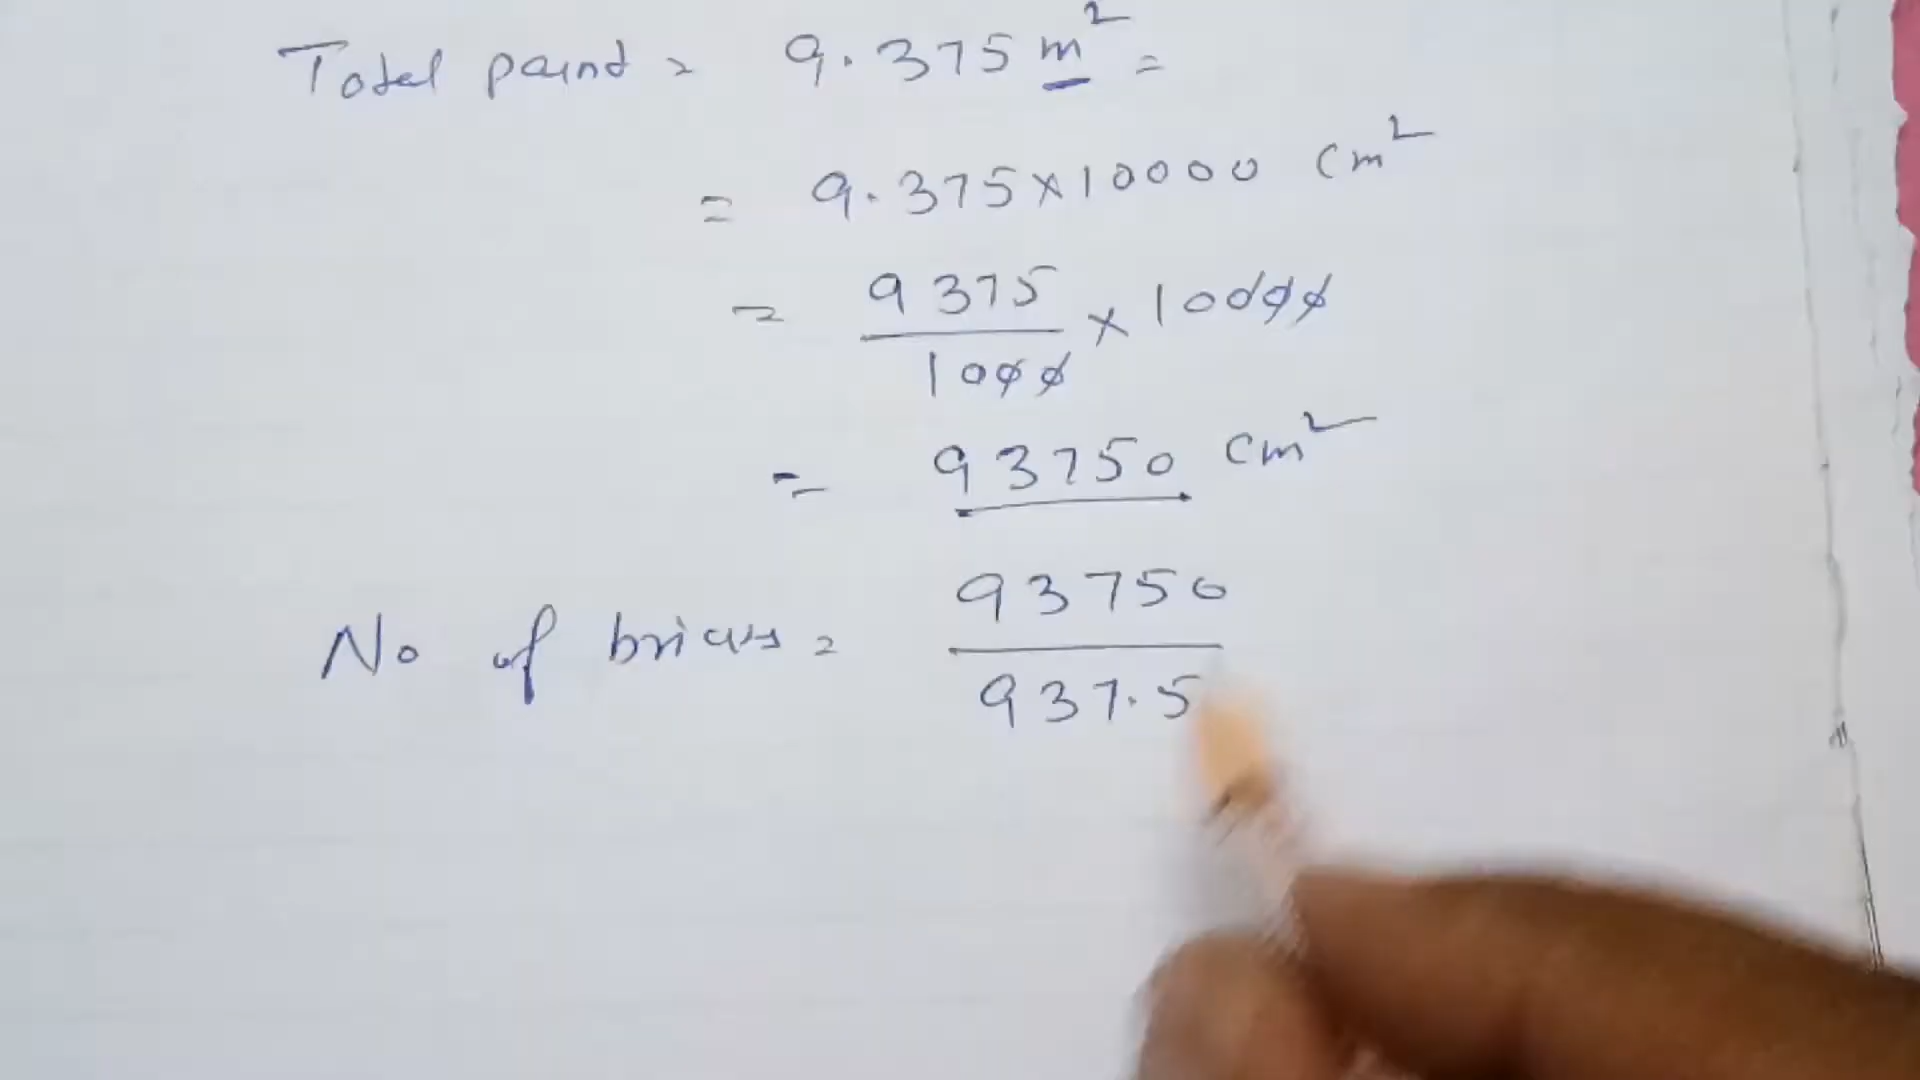 Total paint = 9.375 m² =
= 9.375 × 10000 cm²
= 9375/1000 × 10000
= 93750 cm²
No of bricks = 93750/937.5